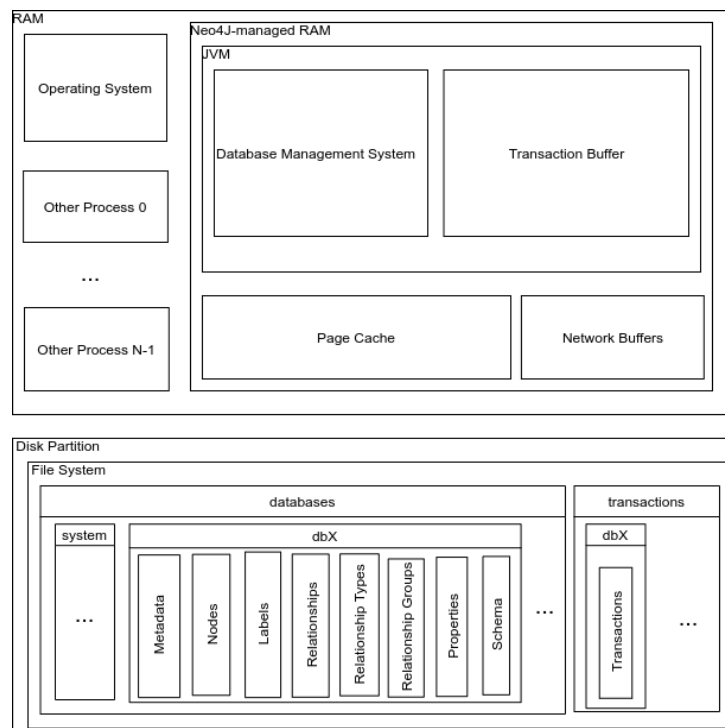 RAM
Neo4J-managed RAM
JVM
Operating System
Database Management System
Transaction Buffer
Other Process 0
...
Other Process N-1
Page Cache
Network Buffers
Disk Partition
File System
databases
transactions
system
dbX
dbX
...
Metadata
Nodes
Labels
Relationships
Relationship Types
Relationship Groups
Properties
Schema
...
Transactions
...